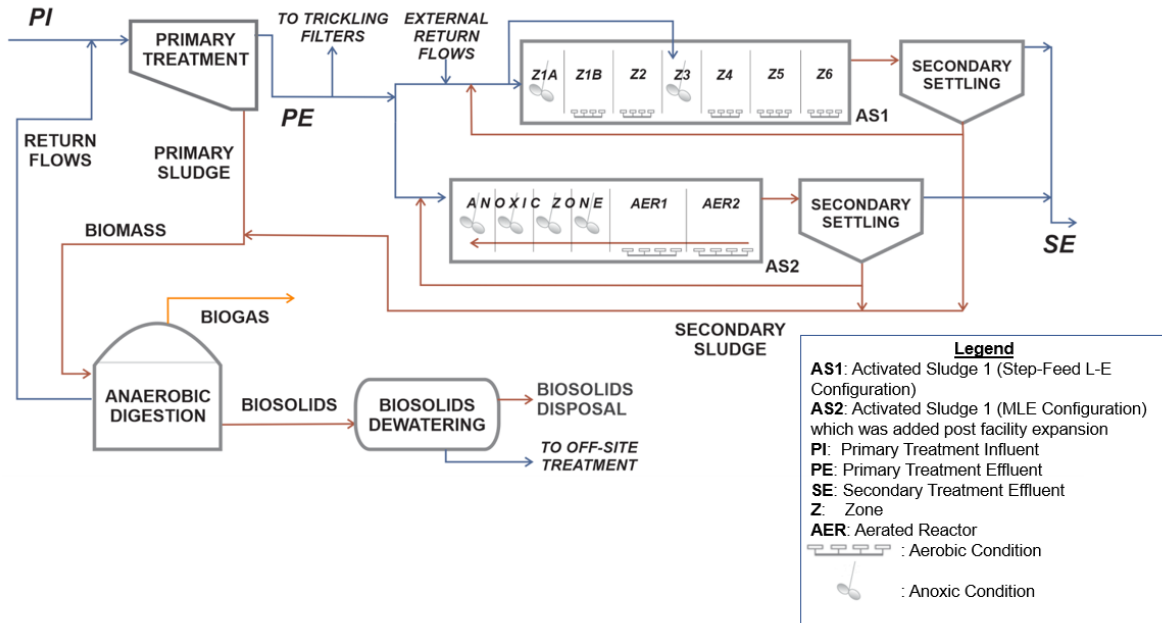 PI
PRIMARY
TREATMENT
TO TRICKLING
FILTERS
EXTERNAL
RETURN
FLOWS
PE
Z1A Z1B Z2 Z3 Z4 Z5 Z6
AS1
SECONDARY
SETTLING
RETURN
FLOWS
PRIMARY
SLUDGE
ANOXIC ZONE AER1 AER2
AS2
SECONDARY
SETTLING
SE
BIOMASS
BIOGAS
SECONDARY
SLUDGE
ANAEROBIC
DIGESTION
BIOSOLIDS
BIOSOLIDS
DEWATERING
BIOSOLIDS
DISPOSAL
TO OFF-SITE
TREATMENT
Legend
AS1: Activated Sludge 1 (Step-Feed L-E
Configuration)
AS2: Activated Sludge 1 (MLE Configuration)
which was added post facility expansion
PI: Primary Treatment Influent
PE: Primary Treatment Effluent
SE: Secondary Treatment Effluent
Z: Zone
AER: Aerated Reactor
: Aerobic Condition
: Anoxic Condition